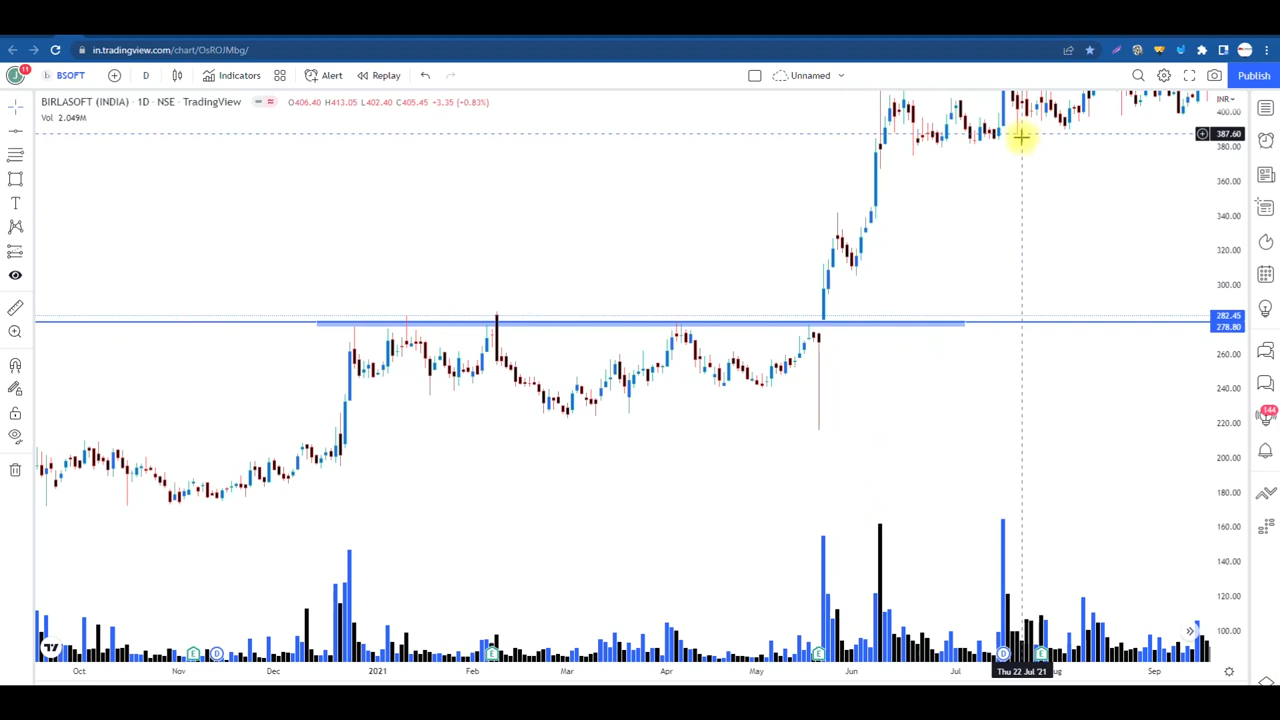 in.tradingview.com/chart/OsROJMbg/
11
b BSOFT
D
Indicators
Alert
Replay
Unnamed
Publish
BIRLASOFT (INDIA) · 1D · NSE · TradingView
O406.40 H413.05 L402.40 C405.45 +3.35 (+0.83%)
Vol 2.049M
INR
400.00
387.60
380.00
360.00
340.00
320.00
300.00
282.45
278.80
260.00
240.00
220.00
200.00
180.00
160.00
140.00
120.00
100.00
144
T
E
D
E
E
D
E
Oct
Nov
Dec
2021
Feb
Mar
Apr
May
Jun
Jul
Thu 22 Jul '21
ug
Sep